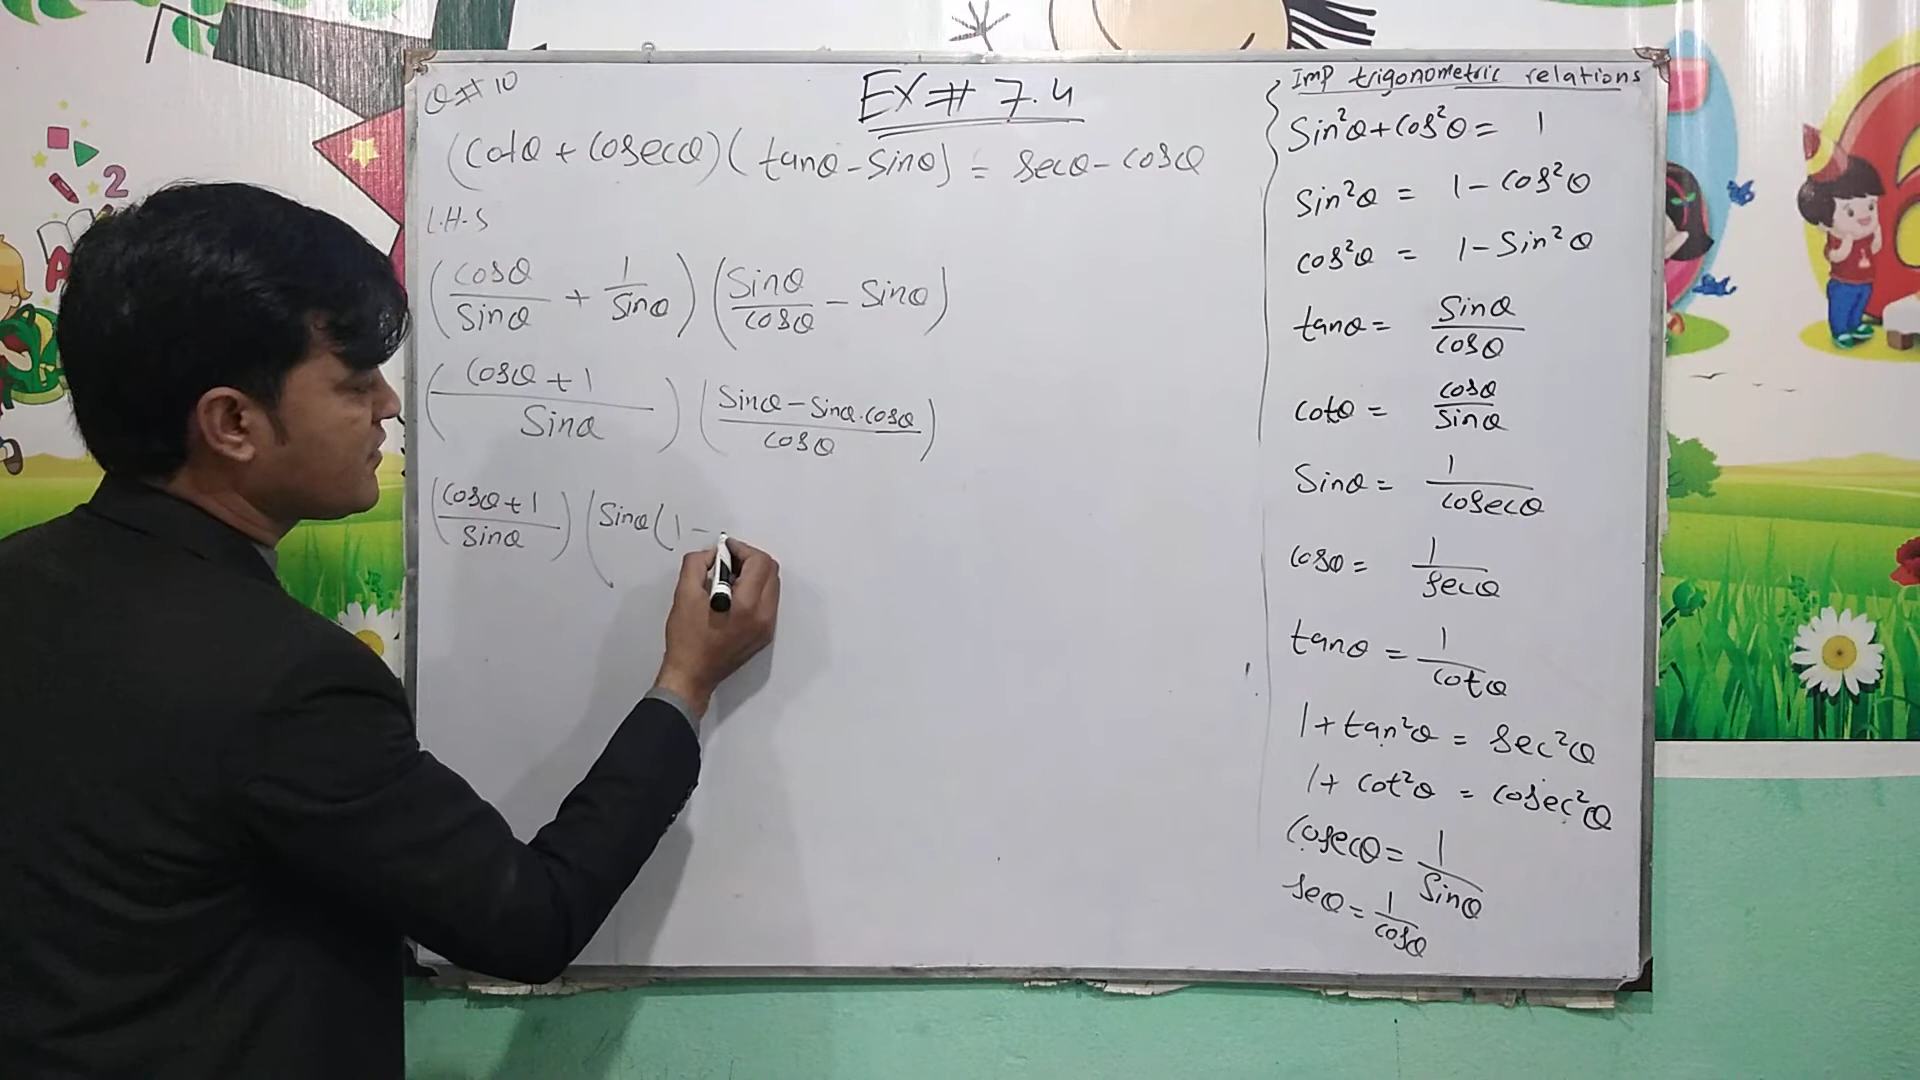 Q # 10
EX # 7.4
(cotθ + cosecθ)(tanθ - Sinθ) = secθ - cosθ
L.H.S
(cosθ/Sinθ + 1/Sinθ) (Sinθ/cosθ - Sinθ)
(cosθ + 1/Sinθ) (Sinθ - Sinθ.cosθ/cosθ)
(cosθ + 1/Sinθ) (Sinθ(1 -
Imp trigonometric relations
Sin²θ + cos²θ = 1
Sin²θ = 1 - cos²θ
cos²θ = 1 - Sin²θ
tanθ = Sinθ/cosθ
cotθ = cosθ/Sinθ
Sinθ = 1/cosecθ
cosθ = 1/secθ
tanθ = 1/cotθ
1 + tan²θ = sec²θ
1 + cot²θ = cosec²θ
cosecθ = 1/Sinθ
seθ = 1/cosθ
2
A